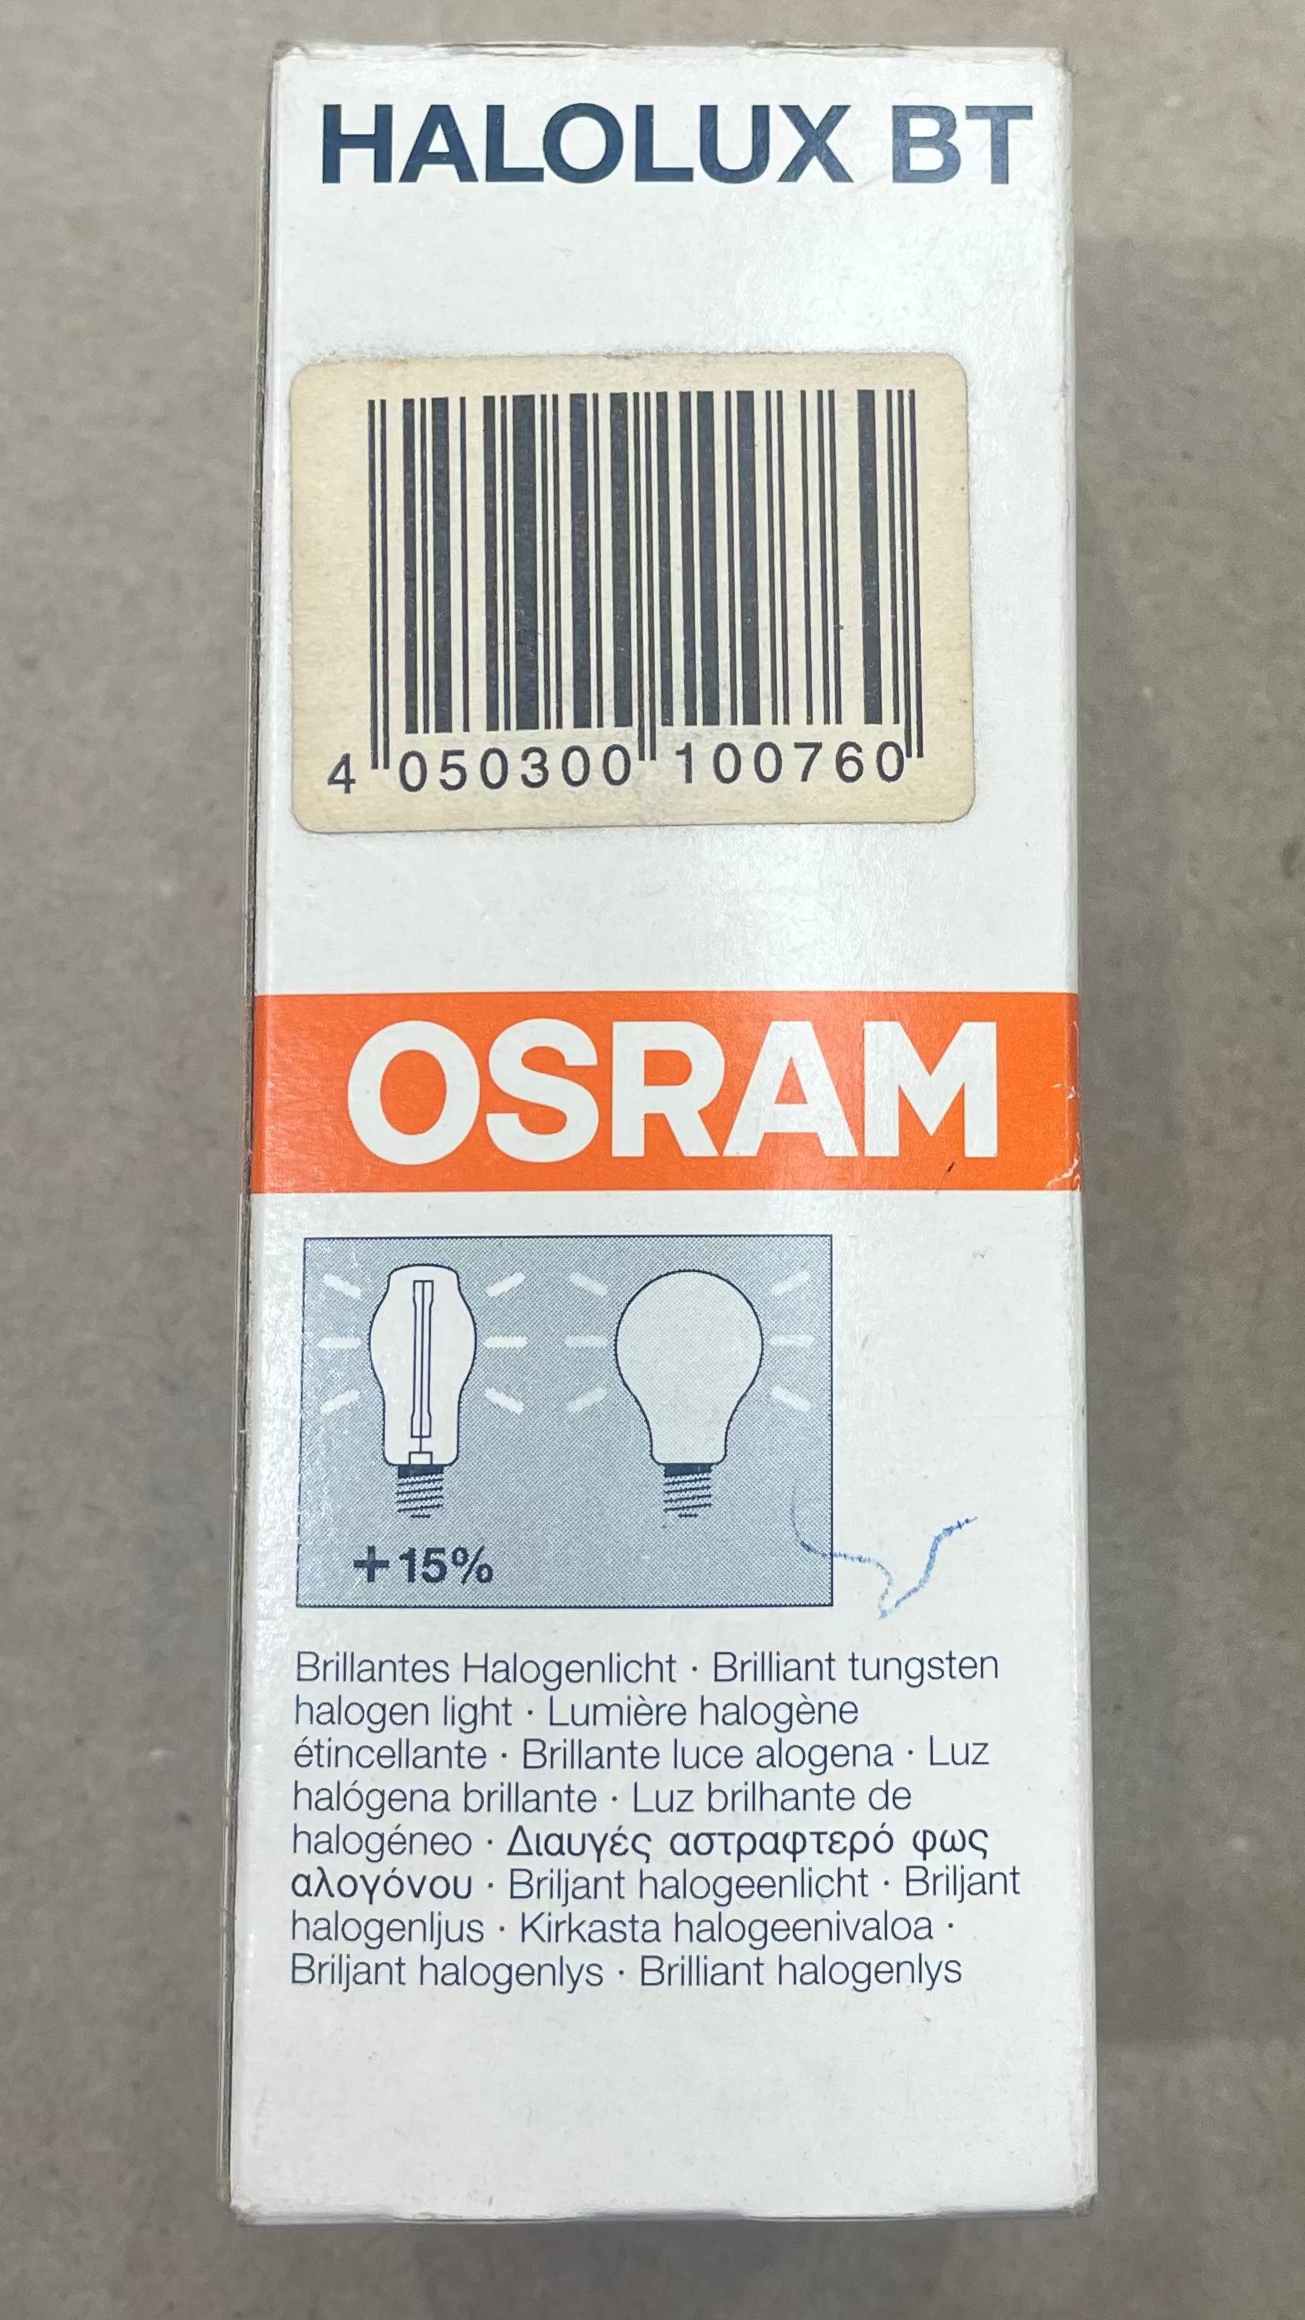 HALOLUX BT
4 050300 100760
OSRAM
+15%
Brillantes Halogenlicht · Brilliant tungsten
halogen light · Lumière halogène
étincellante · Brillante luce alogena · Luz
halógena brillante · Luz brilhante de
halogéneo · Διαυγές αστραφτερό φως
αλογόνου · Briljant halogeenlicht · Briljant
halogenljus · Kirkasta halogeenivaloa ·
Briljant halogenlys · Brilliant halogenlys